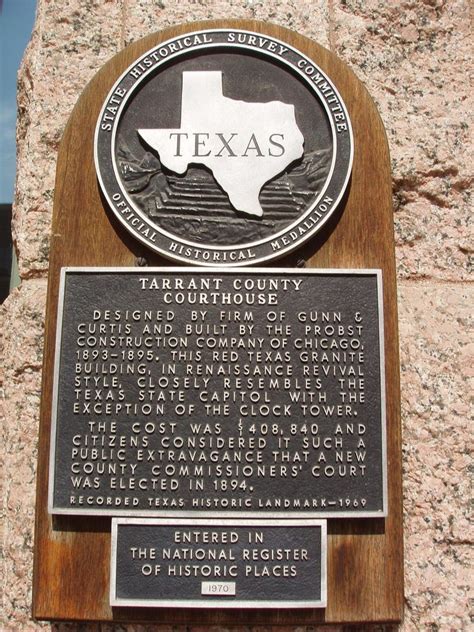 STATE HISTORICAL SURVEY COMMITTEE
TEXAS
OFFICIAL HISTORICAL MEDALLION
TARRANT COUNTY
COURTHOUSE
DESIGNED BY FIRM OF GUNN &
CURTIS AND BUILT BY THE PROBST
CONSTRUCTION COMPANY OF CHICAGO,
1893-1895. THIS RED TEXAS GRANITE
BUILDING, IN RENAISSANCE REVIVAL
STYLE, CLOSELY RESEMBLES THE
TEXAS STATE CAPITOL WITH THE
EXCEPTION OF THE CLOCK TOWER.
THE COST WAS $408,840 AND
CITIZENS CONSIDERED IT SUCH A
PUBLIC EXTRAVAGANCE THAT A NEW
COUNTY COMMISSIONERS' COURT
WAS ELECTED IN 1894.
RECORDED TEXAS HISTORIC LANDMARK-1969
ENTERED IN
THE NATIONAL REGISTER
OF HISTORIC PLACES
1970